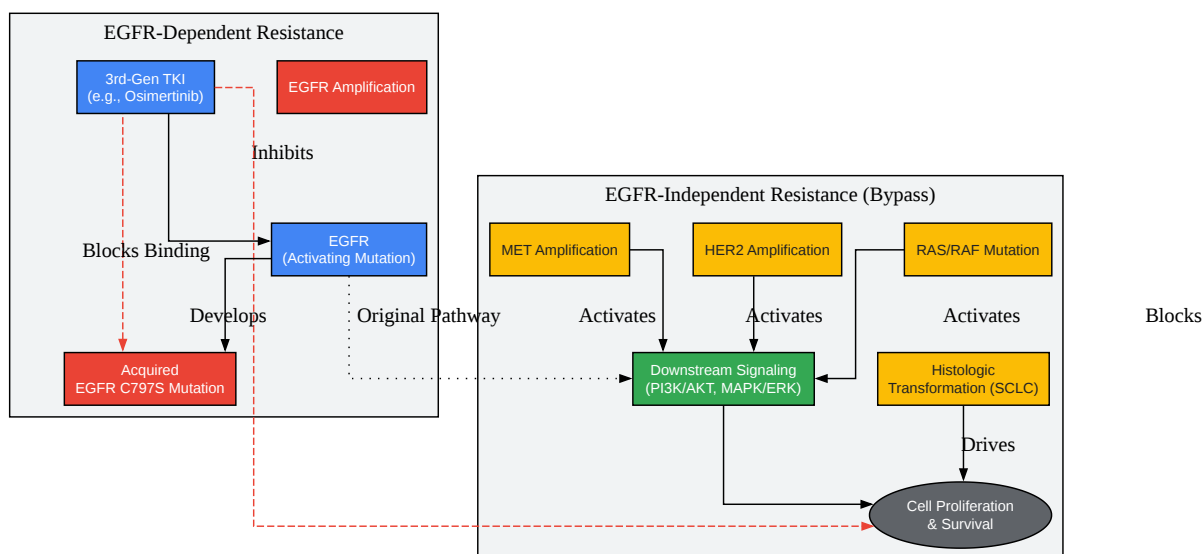 EGFR-Dependent Resistance
3rd-Gen TKI
(e.g., Osimertinib)
EGFR Amplification
Inhibits
EGFR-Independent Resistance (Bypass)
MET Amplification
HER2 Amplification
RAS/RAF Mutation
EGFR
(Activating Mutation)
Blocks Binding
Develops
Original Pathway
Activates
Activates
Activates
Blocks
Acquired
EGFR C797S Mutation
Downstream Signaling
(PI3K/AKT, MAPK/ERK)
Histologic
Transformation (SCLC)
Drives
Cell Proliferation
& Survival